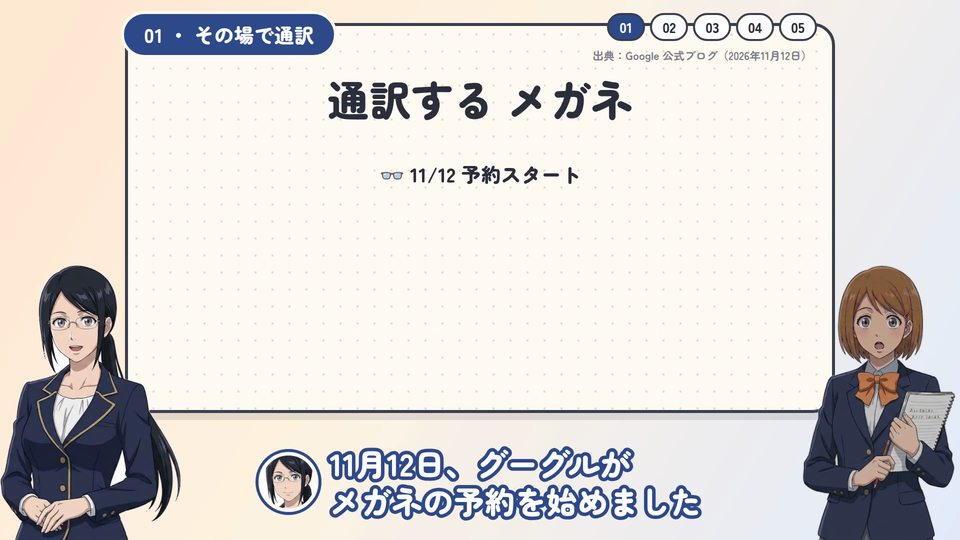 01 ・ その場で通訳
01 02 03 04 05
出典：Google 公式ブログ（2026年11月12日）
通訳する メガネ
👓 11/12 予約スタート
11月12日、グーグルが
メガネの予約を始めました